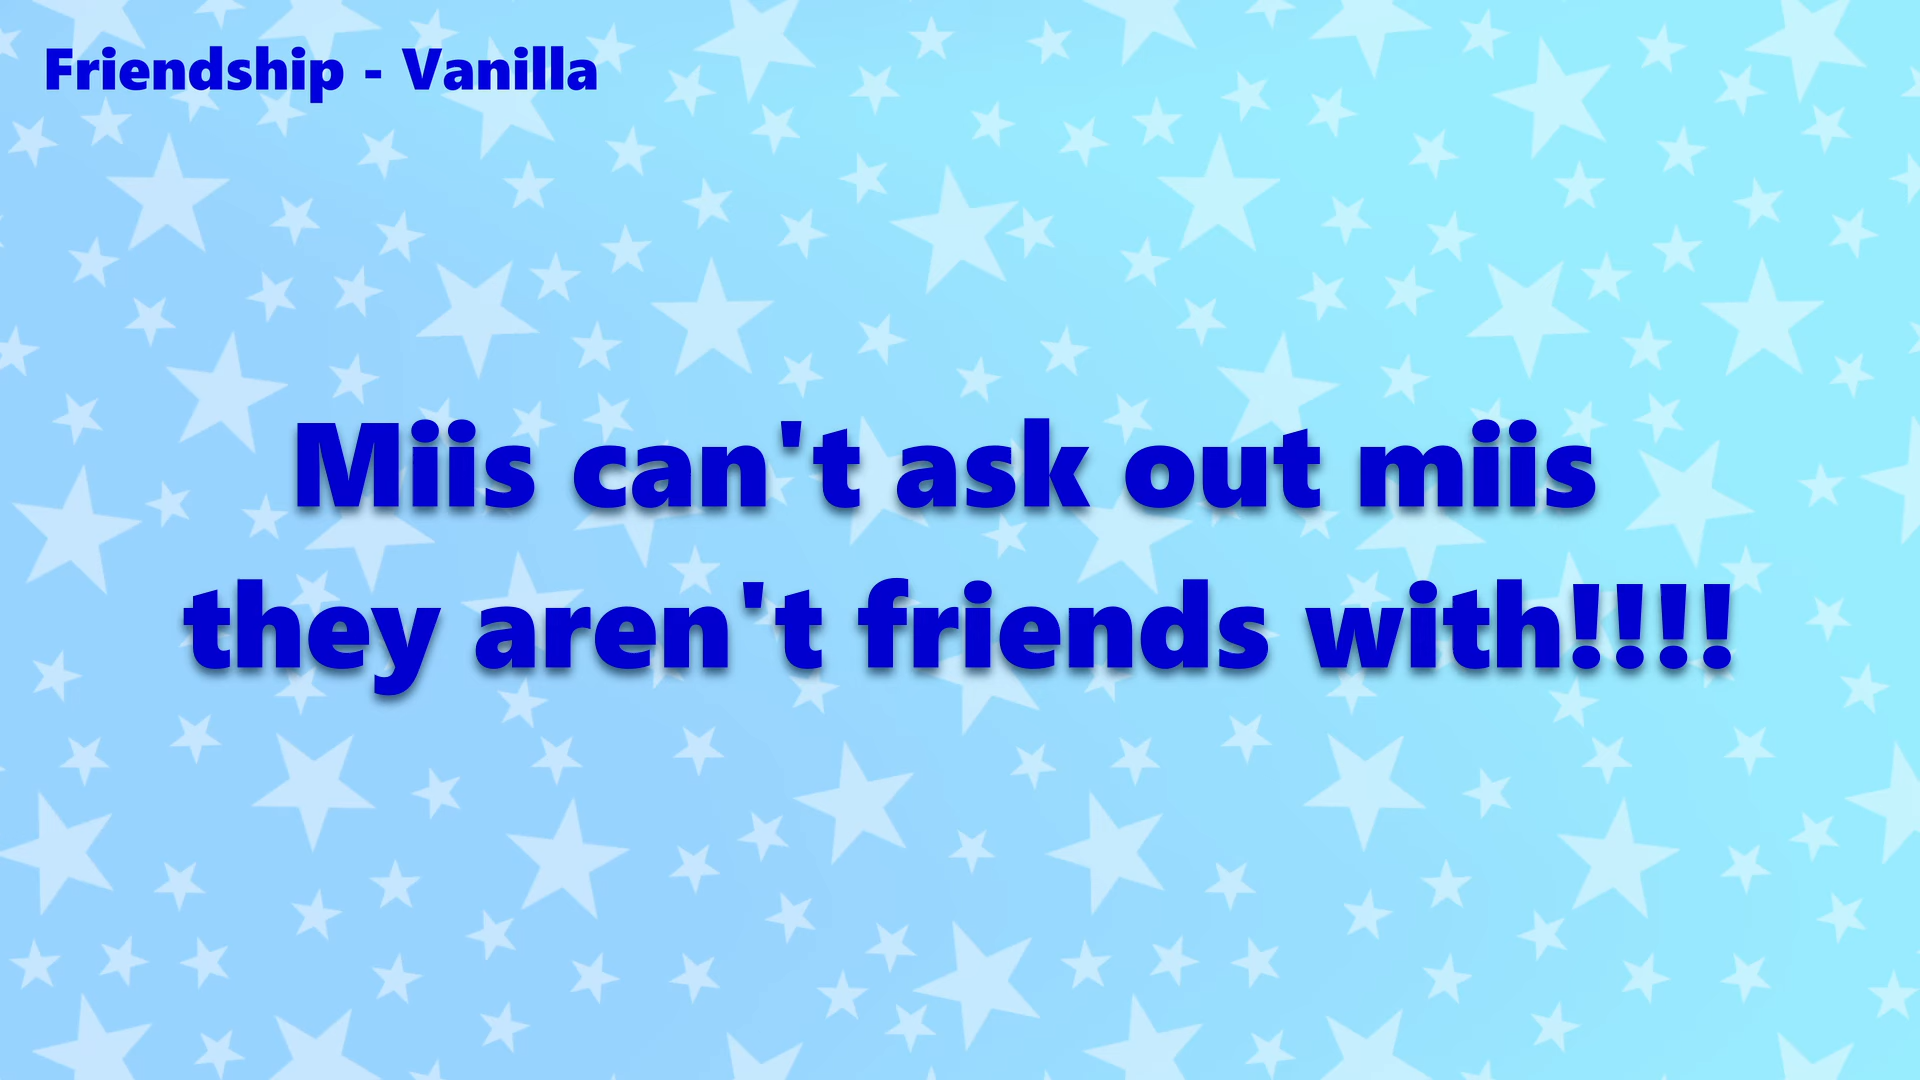 Friendship - Vanilla
Miis can't ask out miis
they aren't friends with!!!!